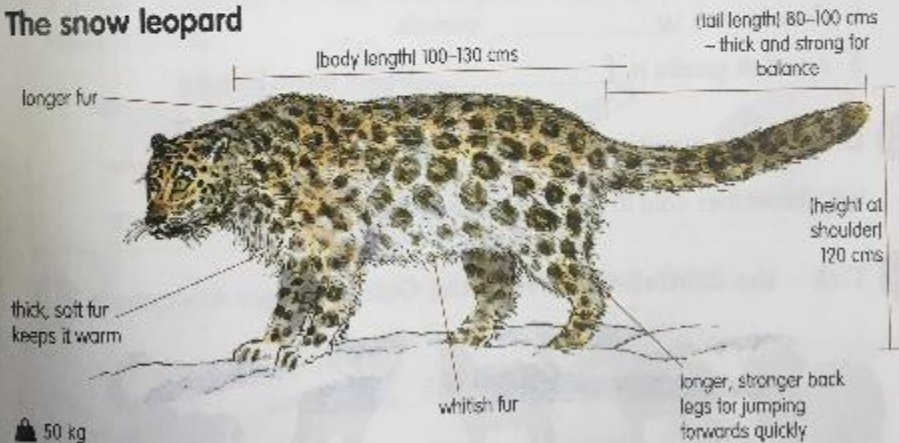 The snow leopard
(tail length) 80–100 cms
– thick and strong for
balance
(body length) 100–130 cms
longer fur
(height at
shoulder)
120 cms
thick, soft fur
keeps it warm
whitish fur
longer, stronger back
legs for jumping
forwards quickly
50 kg